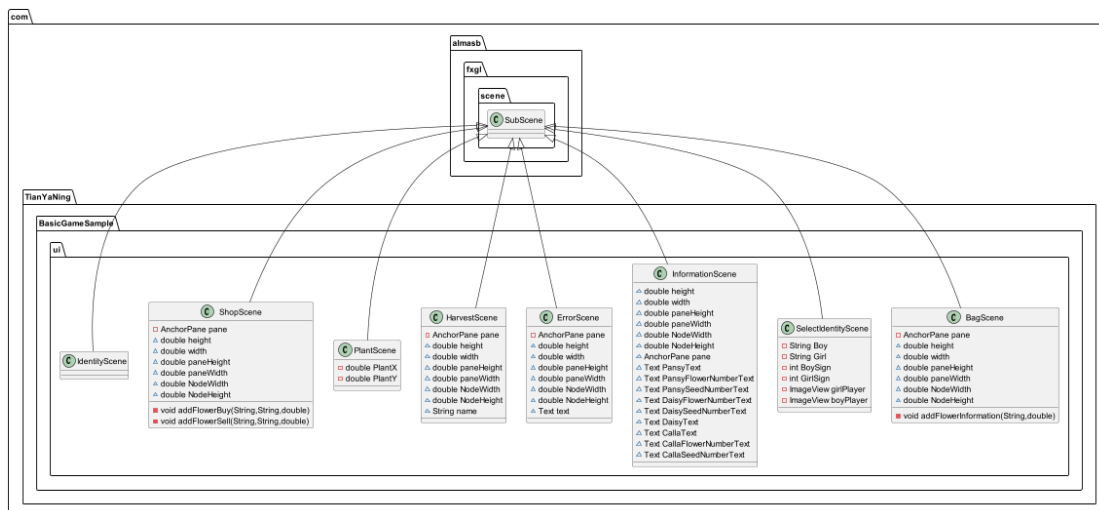 com
almasb
fxgl
scene
C SubScene
TianYaNing
BasicGameSample
ui
C IdentityScene
C ShopScene
AnchorPane pane
double height
double width
double paneHeight
double paneWidth
double NodeWidth
double NodeHeight
void addFlowerBuy(String,String,double)
void addFlowerSell(String,String,double)
C PlantScene
double PlantX
double PlantY
C HarvestScene
AnchorPane pane
double height
double width
double paneHeight
double paneWidth
double NodeWidth
double NodeHeight
String name
C ErrorScene
AnchorPane pane
double height
double width
double paneHeight
double paneWidth
double NodeWidth
double NodeHeight
Text text
C InformationScene
double height
double width
double paneHeight
double paneWidth
double NodeWidth
double NodeHeight
AnchorPane pane
Text PansyText
Text PansyFlowerNumberText
Text PansySeedNumberText
Text DaisyFlowerNumberText
Text DaisySeedNumberText
Text DaisyText
Text CallaText
Text CallaFlowerNumberText
Text CallaSeedNumberText
C SelectIdentityScene
String Boy
String Girl
int BoySign
int GirlSign
ImageView girlPlayer
ImageView boyPlayer
C BagScene
AnchorPane pane
double height
double width
double paneHeight
double paneWidth
double NodeWidth
double NodeHeight
void addFlowerInformation(String,double)